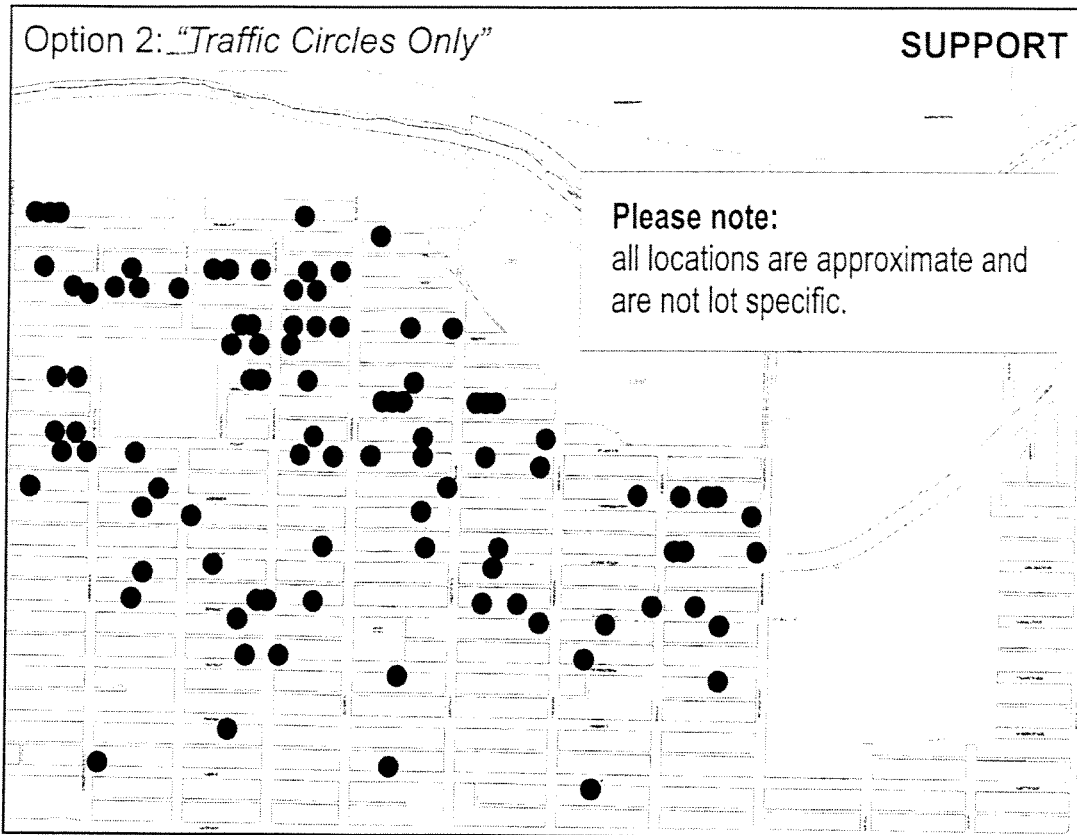 Option 2: "Traffic Circles Only"
SUPPORT
Please note:
all locations are approximate and
are not lot specific.